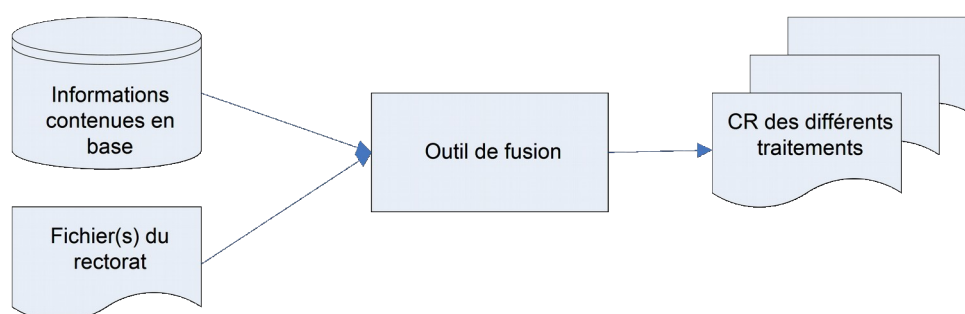 Informations
contenues en
base
Fichier(s) du
rectorat
Outil de fusion
CR des différents
traitements